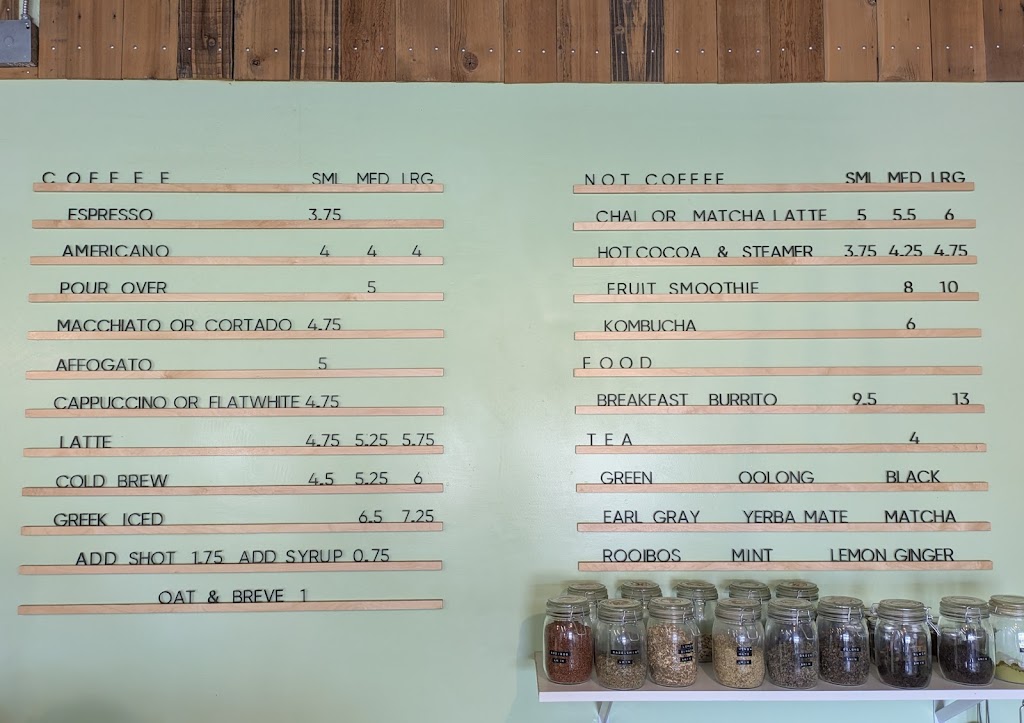 COFFEE SML MED LRG
ESPRESSO 3.75
AMERICANO 4 4 4
POUR OVER 5
MACCHIATO OR CORTADO 4.75
AFFOGATO 5
CAPPUCCINO OR FLATWHITE 4.75
LATTE 4.75 5.25 5.75
COLD BREW 4.5 5.25 6
GREEK ICED 6.5 7.25
ADD SHOT 1.75 ADD SYRUP 0.75
OAT & BREVE 1
NOT COFFEE SML MED LRG
CHAI OR MATCHA LATTE 5 5.5 6
HOT COCOA & STEAMER 3.75 4.25 4.75
FRUIT SMOOTHIE 8 10
KOMBUCHA 6
FOOD
BREAKFAST BURRITO 9.5 13
TEA 4
GREEN OOLONG BLACK
EARL GRAY YERBA MATE MATCHA
ROOIBOS MINT LEMON GINGER